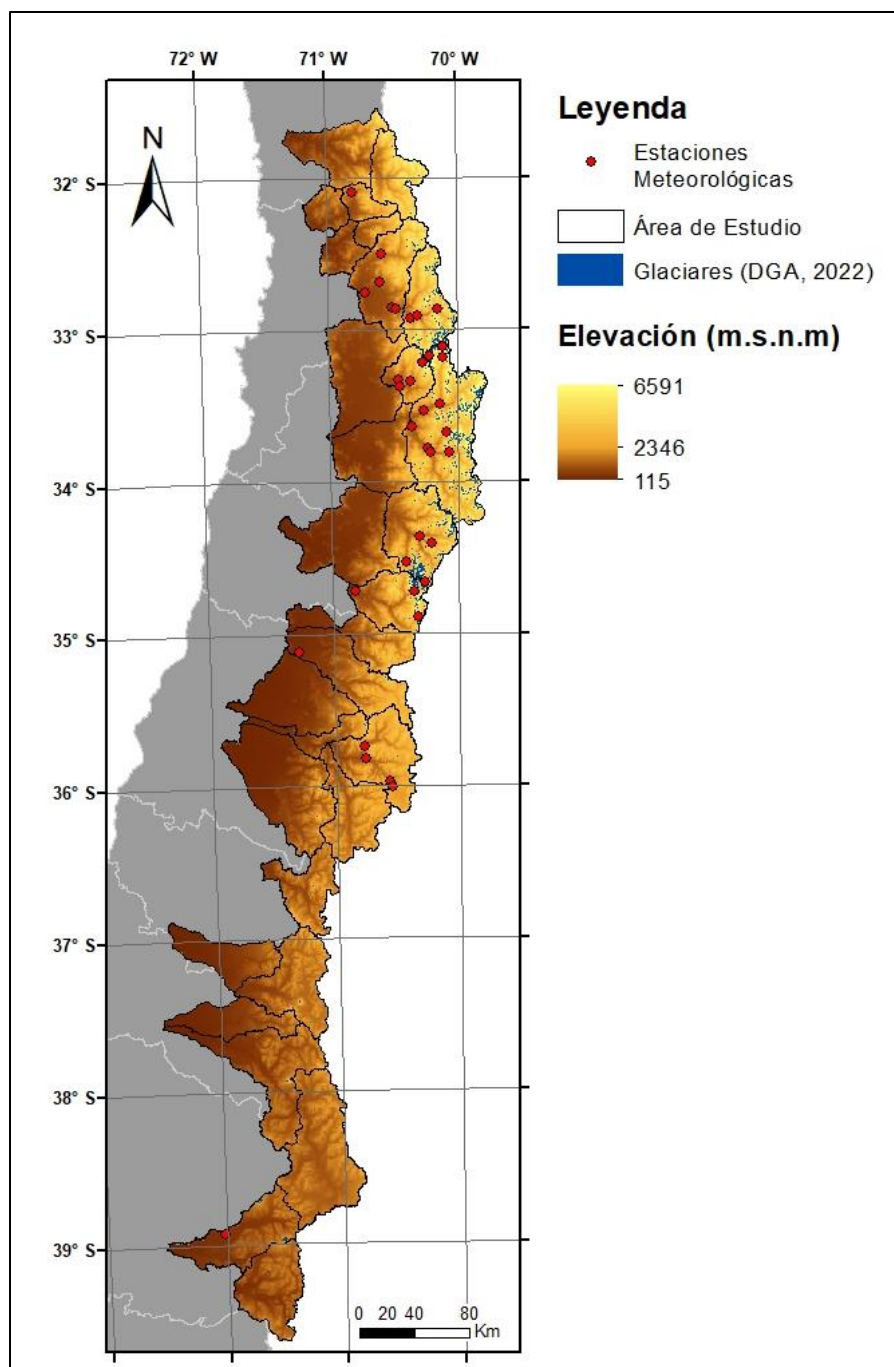 72° W 71° W 70° W
N
32° S
33° S
34° S
35° S
36° S
37° S
38° S
39° S
0 20 40 80
Km
Leyenda
Estaciones
Meteorológicas
Área de Estudio
Glaciares (DGA, 2022)
Elevación (m.s.n.m)
6591
2346
115